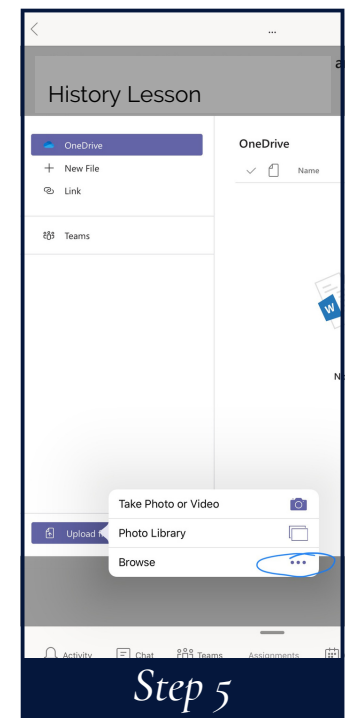 ...
History Lesson
OneDrive
OneDrive
New File
Name
Link
Teams
W
Take Photo or Video
Upload
Photo Library
Browse
Activity Chat Teams Assignments
Step 5